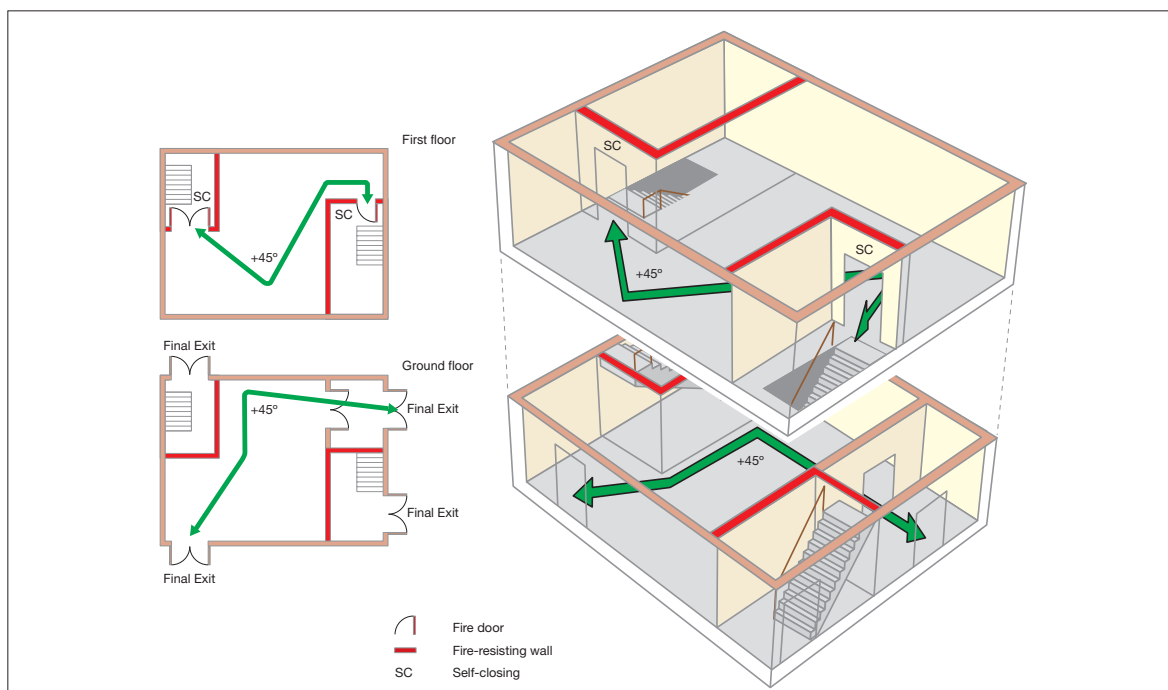 First floor
SC
SC
+45º
SC
SC
+45º
Final Exit
Ground floor
+45º
Final Exit
Final Exit
Final Exit
+45º
Fire door
Fire-resisting wall
SC
Self-closing